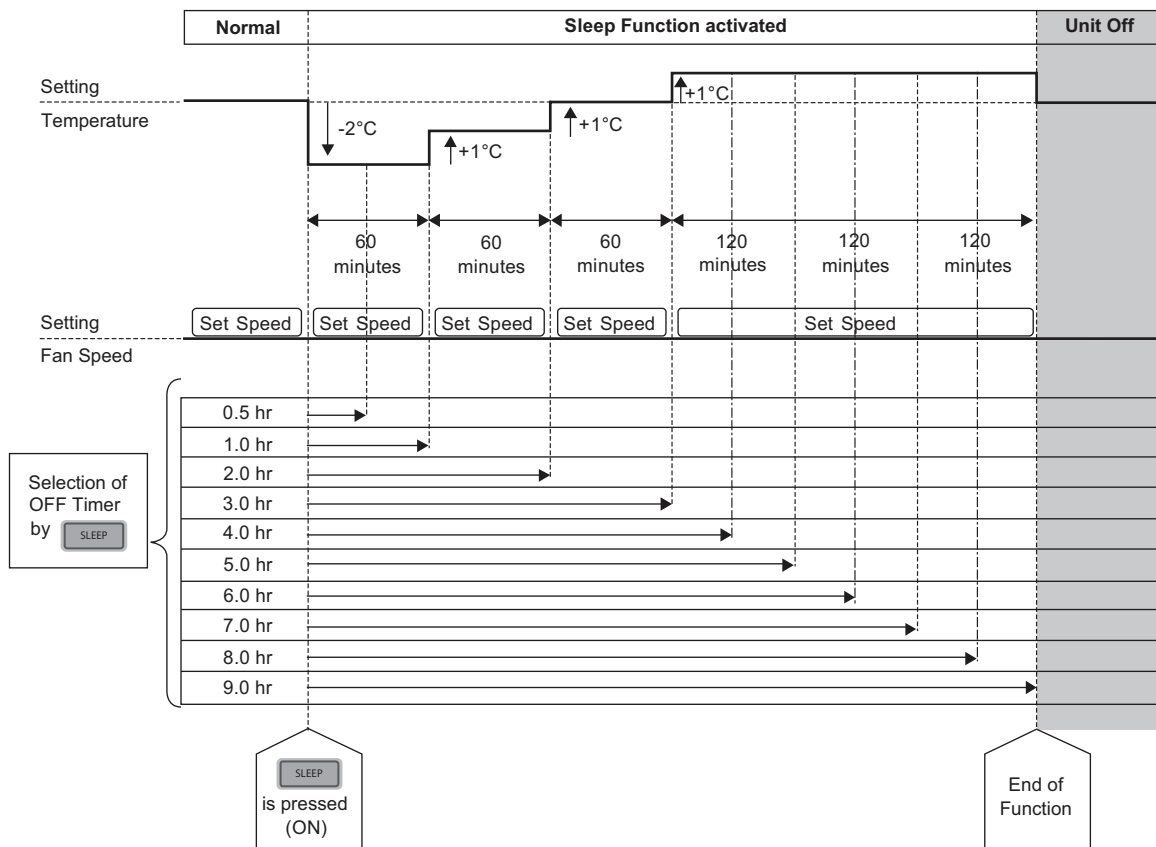 Normal
Sleep Function activated
Unit Off
Setting
Temperature
-2°C
+1°C
+1°C
+1°C
60
minutes
60
minutes
60
minutes
120
minutes
120
minutes
120
minutes
Setting
Fan Speed
Set Speed
Set Speed
Set Speed
Set Speed
Set Speed
Selection of
OFF Timer
by SLEEP
0.5 hr
1.0 hr
2.0 hr
3.0 hr
4.0 hr
5.0 hr
6.0 hr
7.0 hr
8.0 hr
9.0 hr
SLEEP
is pressed
(ON)
End of
Function